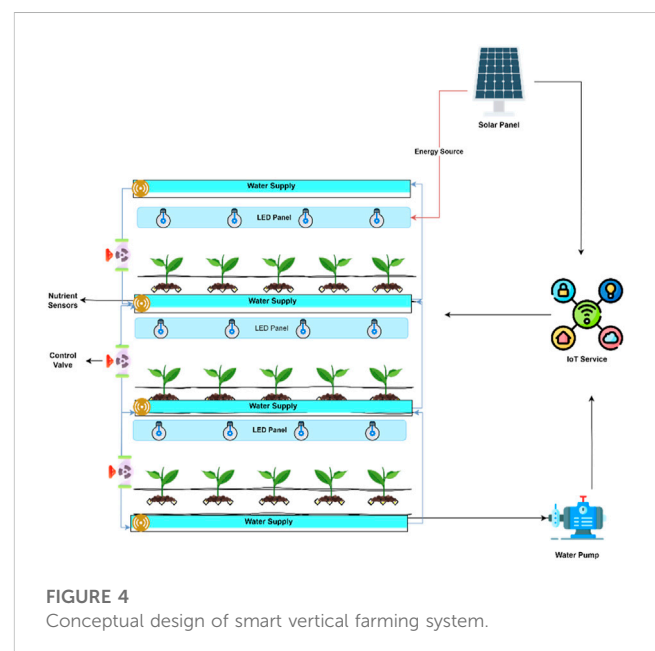 Solar Panel
Energy Source
Water Supply
LED Panel
Nutrient
Sensors
Water Supply
LED Panel
IoT Service
Control
Valve
Water Supply
LED Panel
Water Supply
Water Pump
FIGURE 4
Conceptual design of smart vertical farming system.